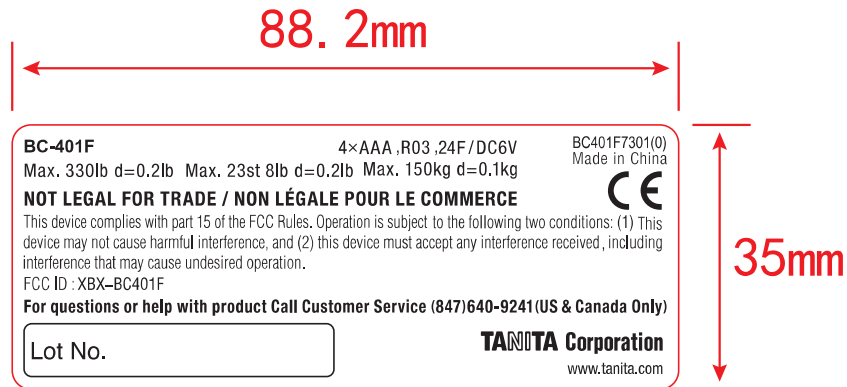 88. 2mm
BC-401F 4×AAA ,R03 ,24F/DC6V BC401F7301(0)
Made in China
Max. 330lb d=0.2lb Max. 23st 8lb d=0.2lb Max. 150kg d=0.1kg
CE
NOT LEGAL FOR TRADE / NON LÉGALE POUR LE COMMERCE
This device complies with part 15 of the FCC Rules. Operation is subject to the following two conditions: (1) This
device may not cause harmful interference, and (2) this device must accept any interference received, including
interference that may cause undesired operation.
FCC ID : XBX–BC401F
For questions or help with product Call Customer Service (847)640-9241(US & Canada Only)
Lot No.
TANITA Corporation
www.tanita.com
35mm